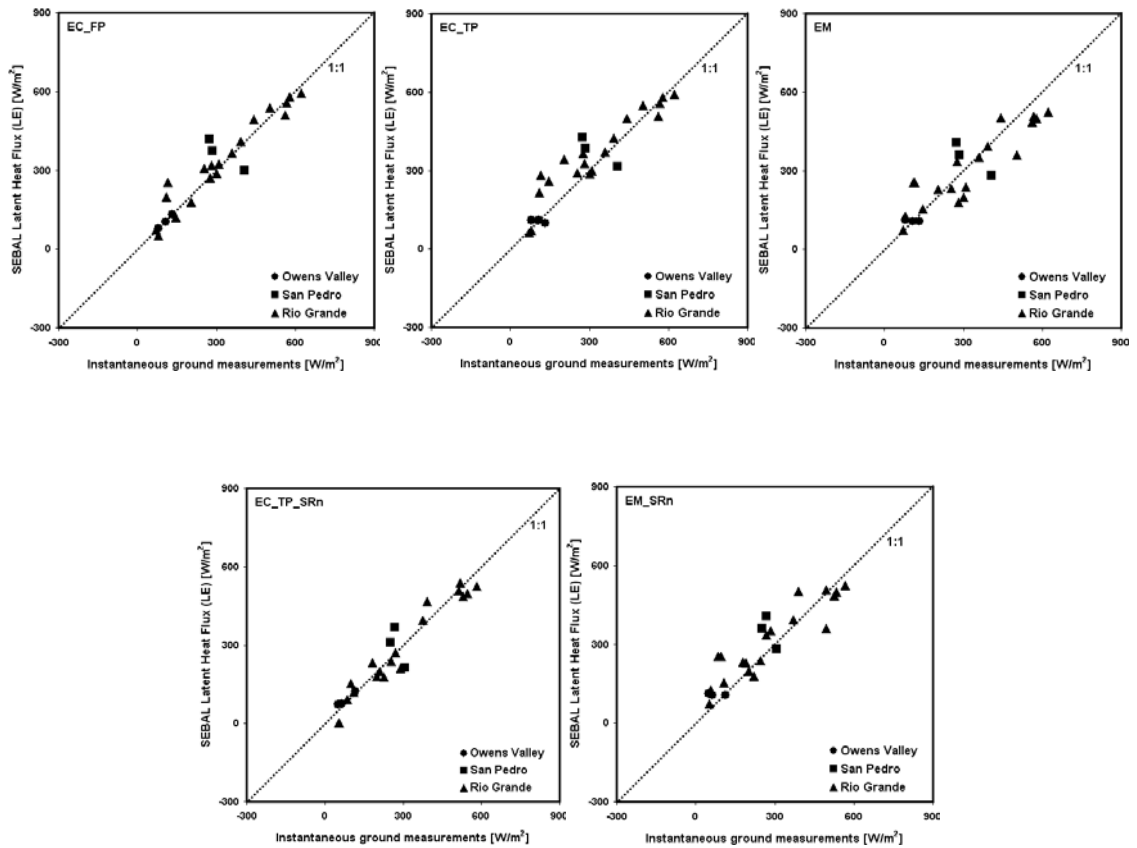 EC_FP
1:1
SEBAL Latent Heat Flux (LE) [W/m²]
900
600
300
0
-300
Owens Valley
San Pedro
Rio Grande
-300 0 300 600 900
Instantaneous ground measurements [W/m²]
EC_TP
1:1
SEBAL Latent Heat Flux (LE) [W/m²]
900
600
300
0
-300
Owens Valley
San Pedro
Rio Grande
-300 0 300 600 900
Instantaneous ground measurements [W/m²]
EM
1:1
SEBAL Latent Heat Flux (LE) [W/m²]
900
600
300
0
-300
Owens Valley
San Pedro
Rio Grande
-300 0 300 600 900
Instantaneous ground measurements [W/m²]
EC_TP_SRn
1:1
SEBAL Latent Heat Flux (LE) [W/m²]
900
600
300
0
-300
Owens Valley
San Pedro
Rio Grande
-300 0 300 600 900
Instantaneous ground measurements [W/m²]
EM_SRn
1:1
SEBAL Latent Heat Flux (LE) [W/m²]
900
600
300
0
-300
Owens Valley
San Pedro
Rio Grande
-300 0 300 600 900
Instantaneous ground measurements [W/m²]